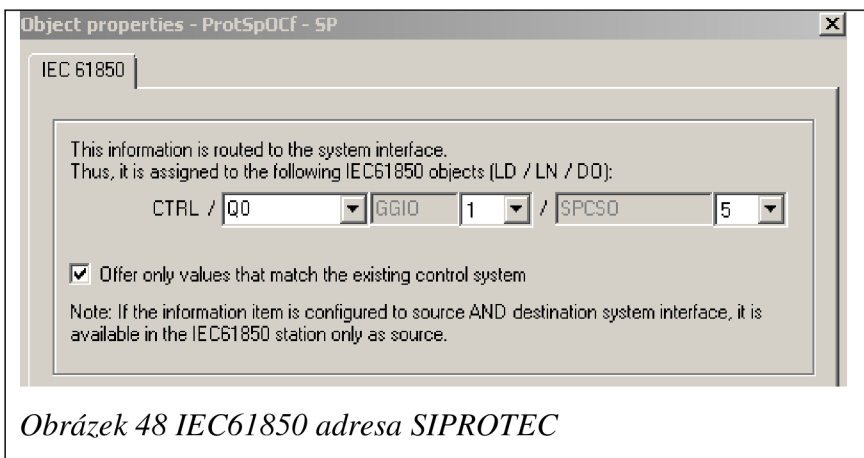 Object properties - ProtSpOCf - SP
IEC 61850
This information is routed to the system interface.
Thus, it is assigned to the following IEC61850 objects (LD / LN / DO):
CTRL / Q0 GGIO 1 / SPCSO 5
Offer only values that match the existing control system
Note: If the information item is configured to source AND destination system interface, it is
available in the IEC61850 station only as source.
Obrázek 48 IEC61850 adresa SIPROTEC